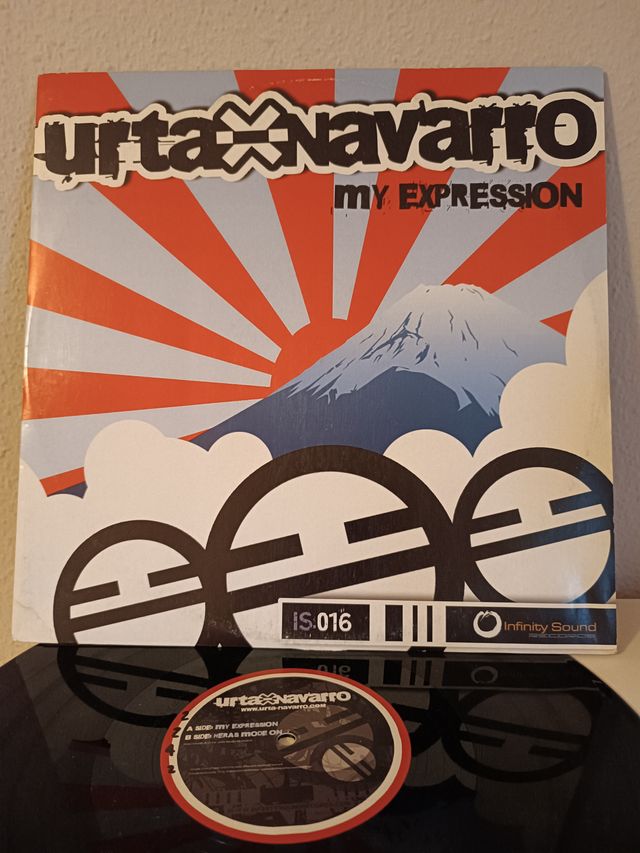 urta-navarro
MY EXPRESSION
IS:016
Infinity Sound
RECORDS
urta-navarro
www.urta-navarro.com
A SIDE: MY EXPRESSION
B SIDE: HERAS MODE ON